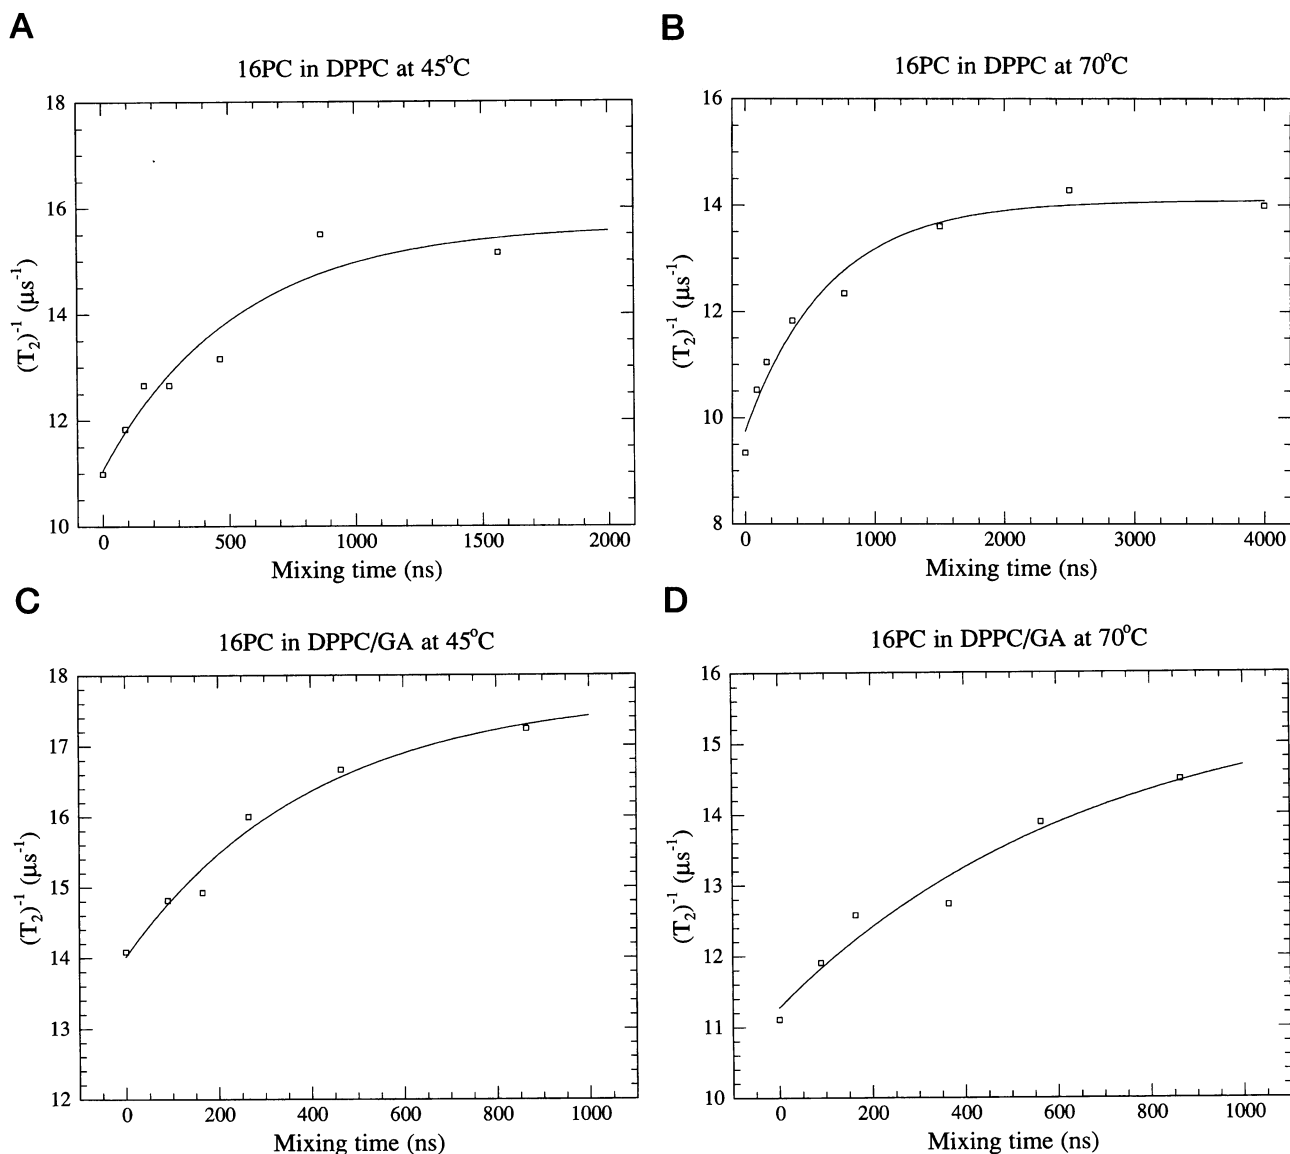 A
16PC in DPPC at 45°C
18
16
14
12
10
(T2)-1 (μs-1)
0 500 1000 1500 2000
Mixing time (ns)
B
16PC in DPPC at 70°C
16
14
12
10
8
(T2)-1 (μs-1)
0 1000 2000 3000 4000
Mixing time (ns)
C
16PC in DPPC/GA at 45°C
18
17
16
15
14
13
12
(T2)-1 (μs-1)
0 200 400 600 800 1000
Mixing time (ns)
D
16PC in DPPC/GA at 70°C
16
15
14
13
12
11
10
(T2)-1 (μs-1)
0 200 400 600 800 1000
Mixing time (ns)